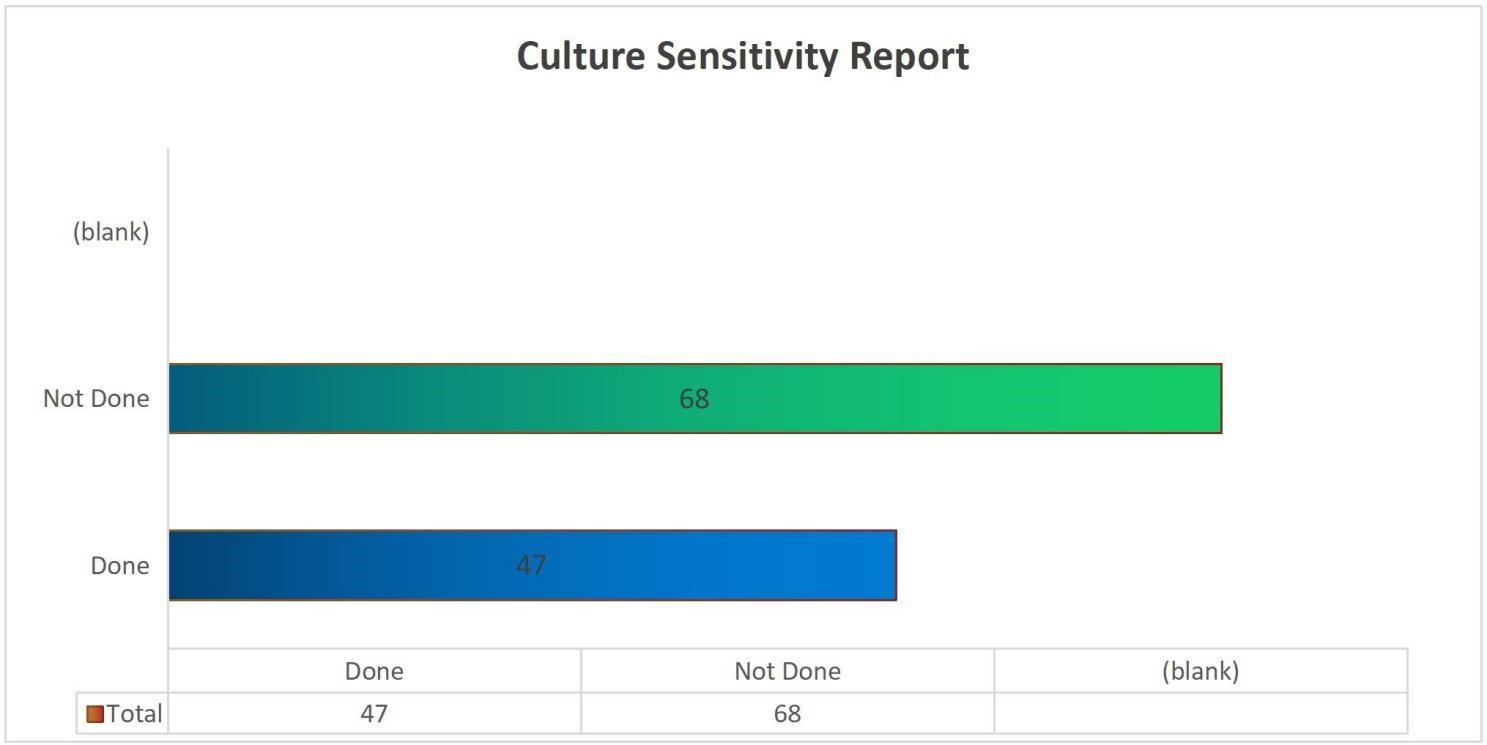 Culture Sensitivity Report
(blank)
Not Done 68
Done 47
Done Not Done (blank)
Total 47 68